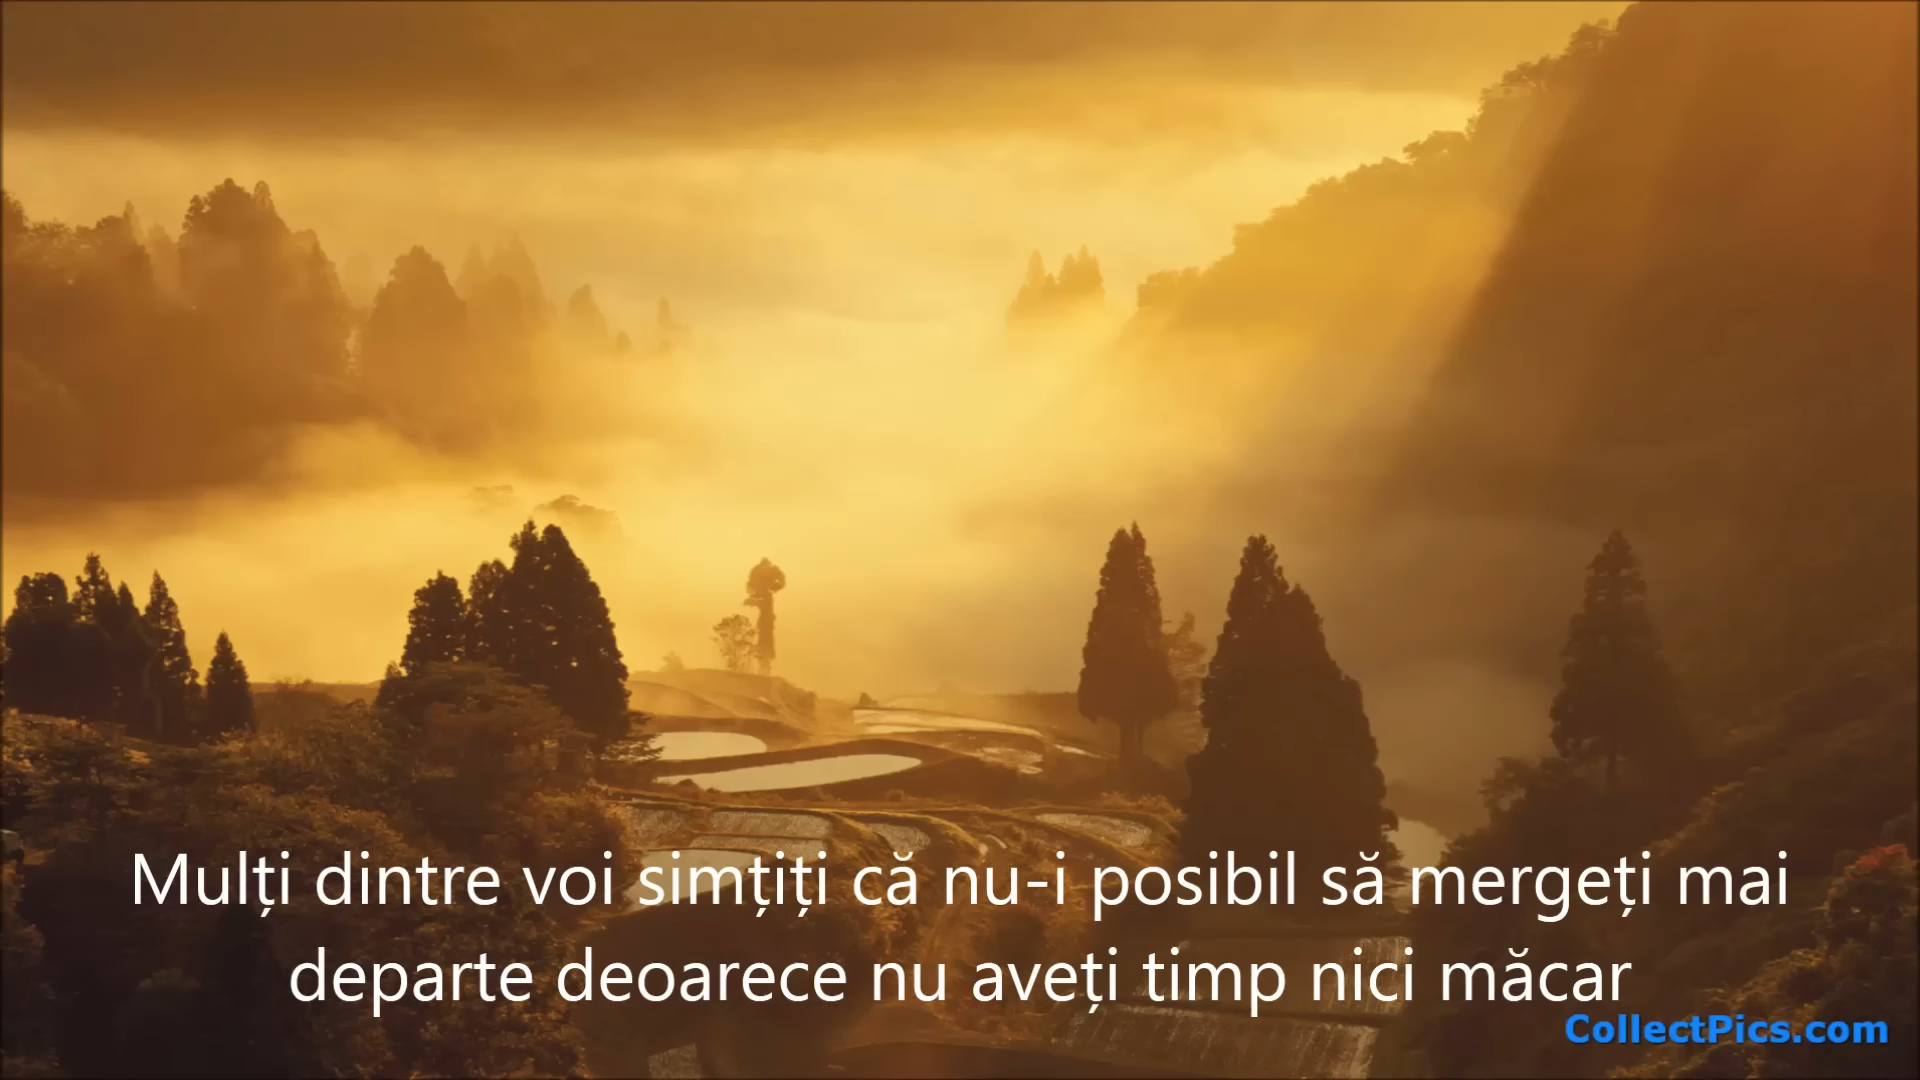 Mulți dintre voi simțiți că nu-i posibil să mergeți mai
departe deoarece nu aveți timp nici măcar
CollectPics.com